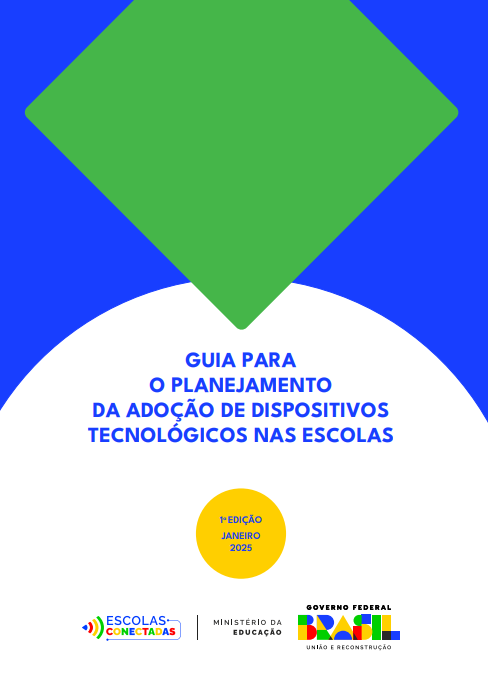 GUIA PARA
O PLANEJAMENTO
DA ADOÇÃO DE DISPOSITIVOS
TECNOLÓGICOS NAS ESCOLAS
1ª EDIÇÃO
JANEIRO
2025
ESCOLAS
CONECTADAS
MINISTÉRIO DA
EDUCAÇÃO
GOVERNO FEDERAL
BRASIL
UNIÃO E RECONSTRUÇÃO